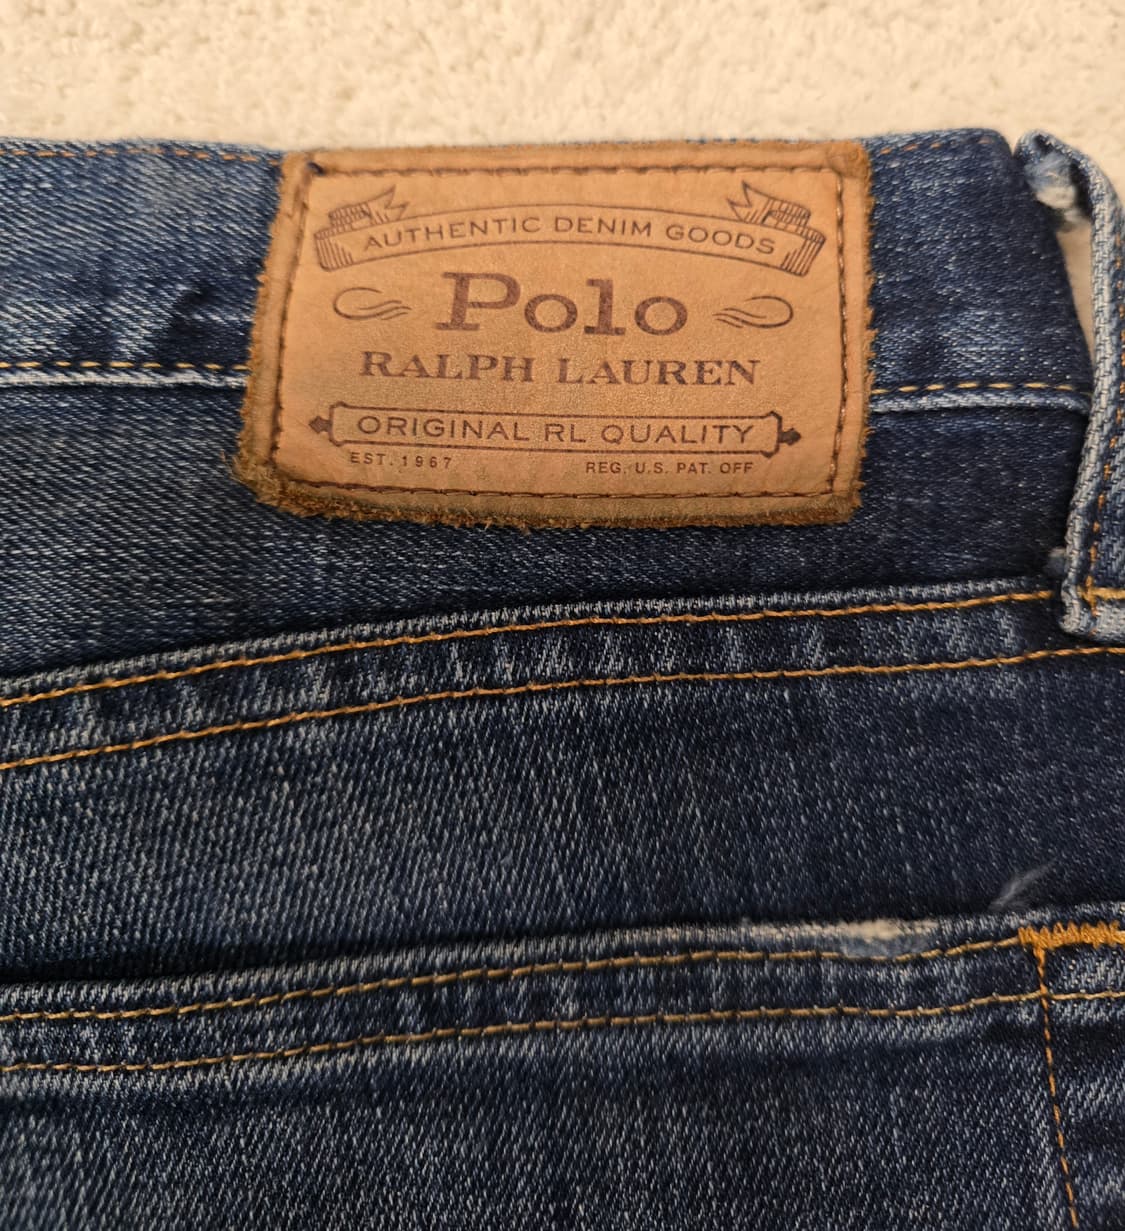 AUTHENTIC DENIM GOODS
Polo
RALPH LAUREN
ORIGINAL RL QUALITY
EST. 1967 REG. U.S. PAT. OFF